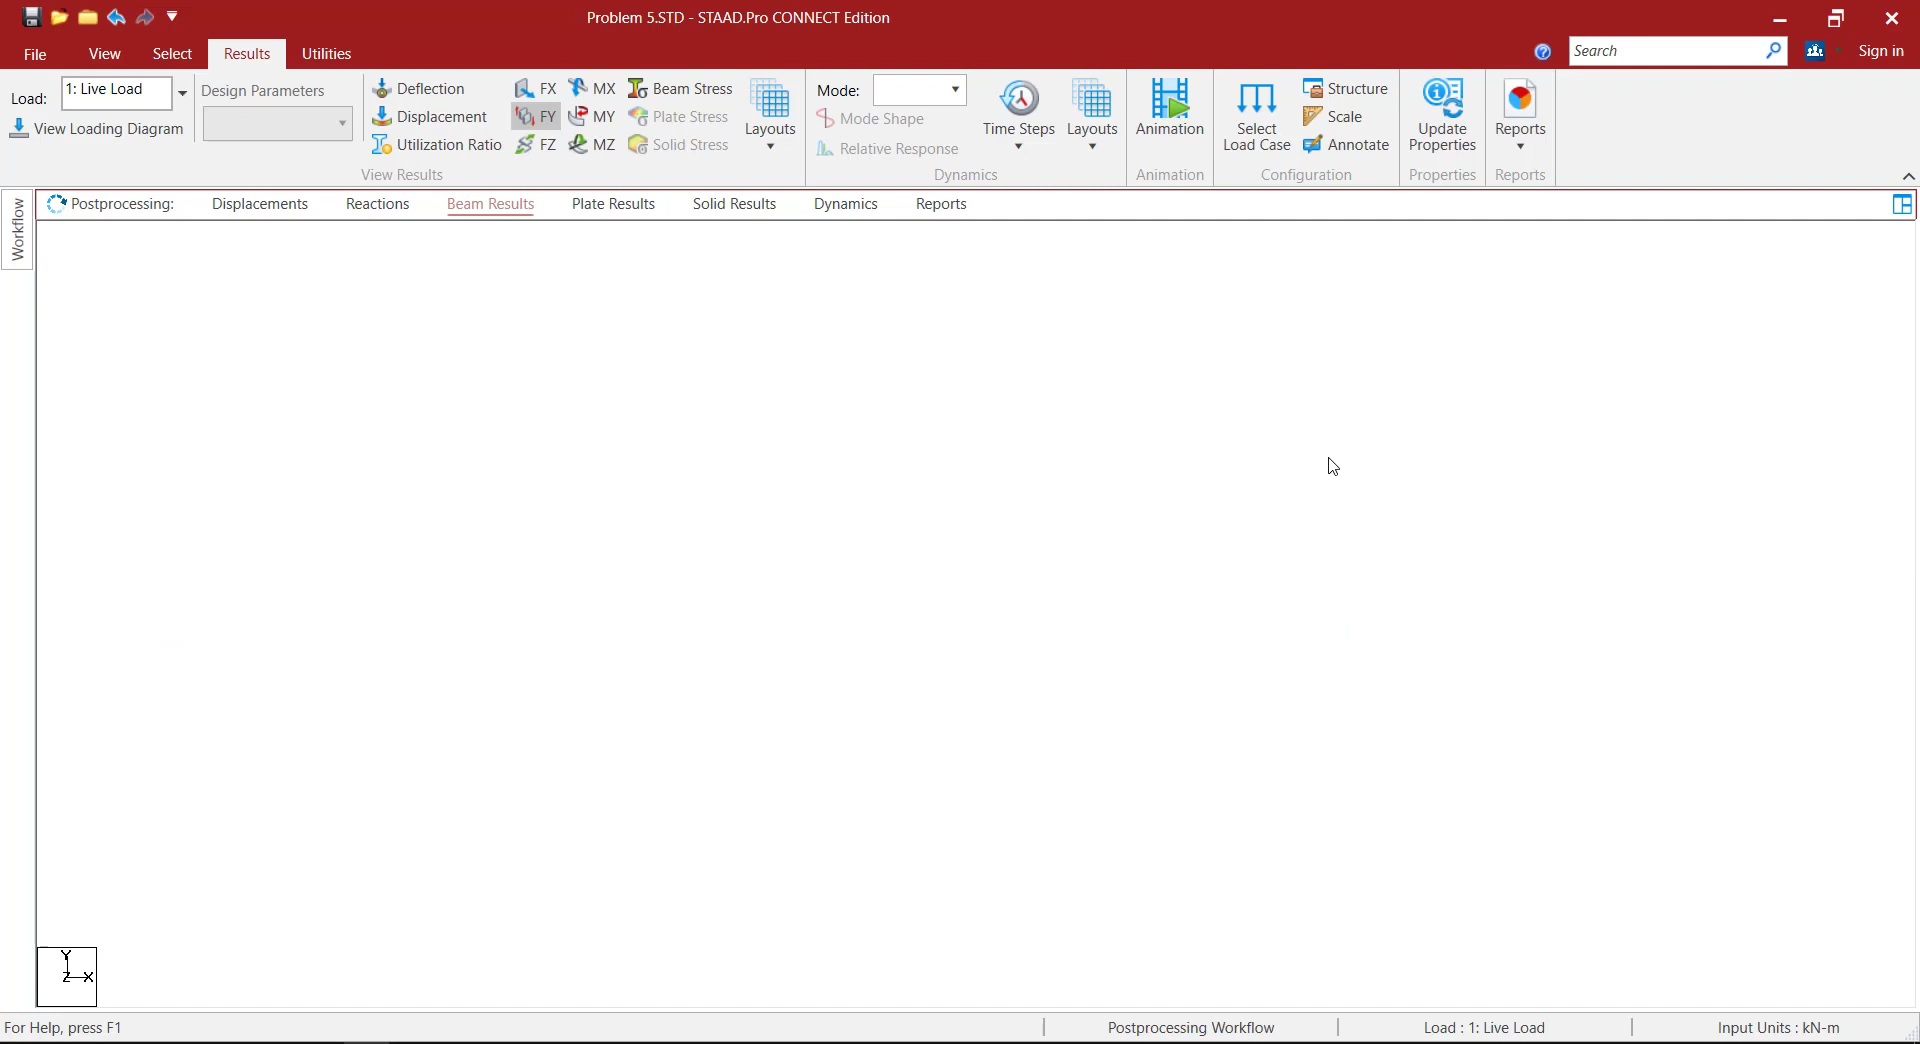 Problem 5.STD - STAAD.Pro CONNECT Edition
File View Select Results Utilities Search Sign in
Load: 1: Live Load
View Loading Diagram
Design Parameters
Deflection
Displacement
Utilization Ratio
FX
FY
FZ
MX
MY
MZ
Beam Stress
Plate Stress
Solid Stress
Layouts
View Results
Mode:
Mode Shape
Relative Response
Time Steps
Layouts
Dynamics
Animation
Animation
Select
Load Case
Structure
Scale
Annotate
Configuration
Update
Properties
Properties
Reports
Reports
Workflow
Postprocessing: Displacements Reactions Beam Results Plate Results Solid Results Dynamics Reports
Y
Z X
For Help, press F1 Postprocessing Workflow Load : 1: Live Load Input Units : kN-m